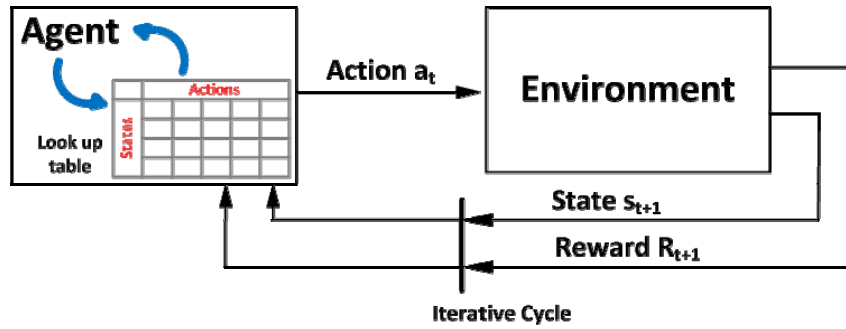 Agent
Actions
States
Look up
table
Action aₜ
Environment
State sₜ₊₁
Reward Rₜ₊₁
Iterative Cycle